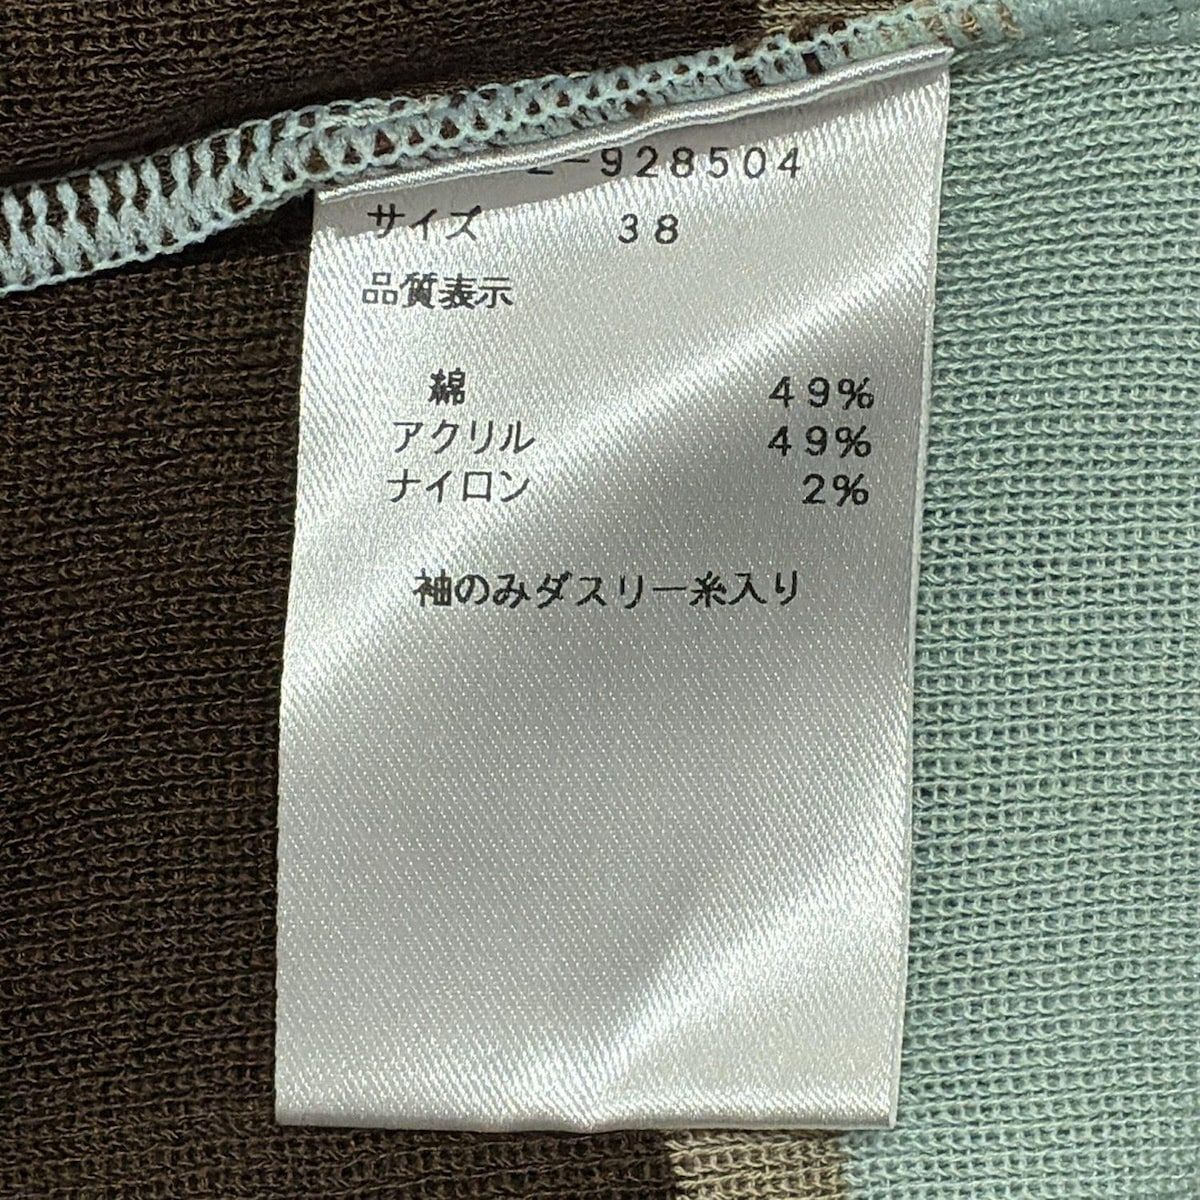 -928504
サイズ 38
品質表示
綿 49%
アクリル 49%
ナイロン 2%
袖のみダスリー糸入り